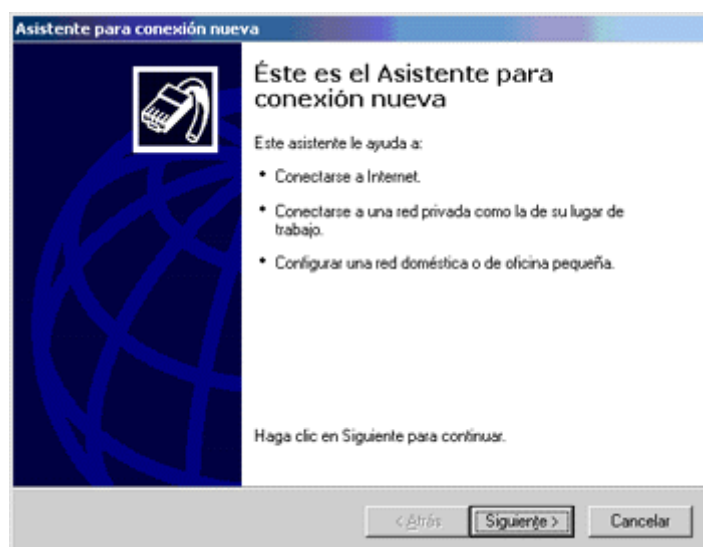 Asistente para conexión nueva
Éste es el Asistente para
conexión nueva
Este asistente le ayuda a:
• Conectarse a Internet.
• Conectarse a una red privada como la de su lugar de
trabajo.
• Configurar una red doméstica o de oficina pequeña.
Haga clic en Siguiente para continuar.
< Atrás
Siguiente >
Cancelar